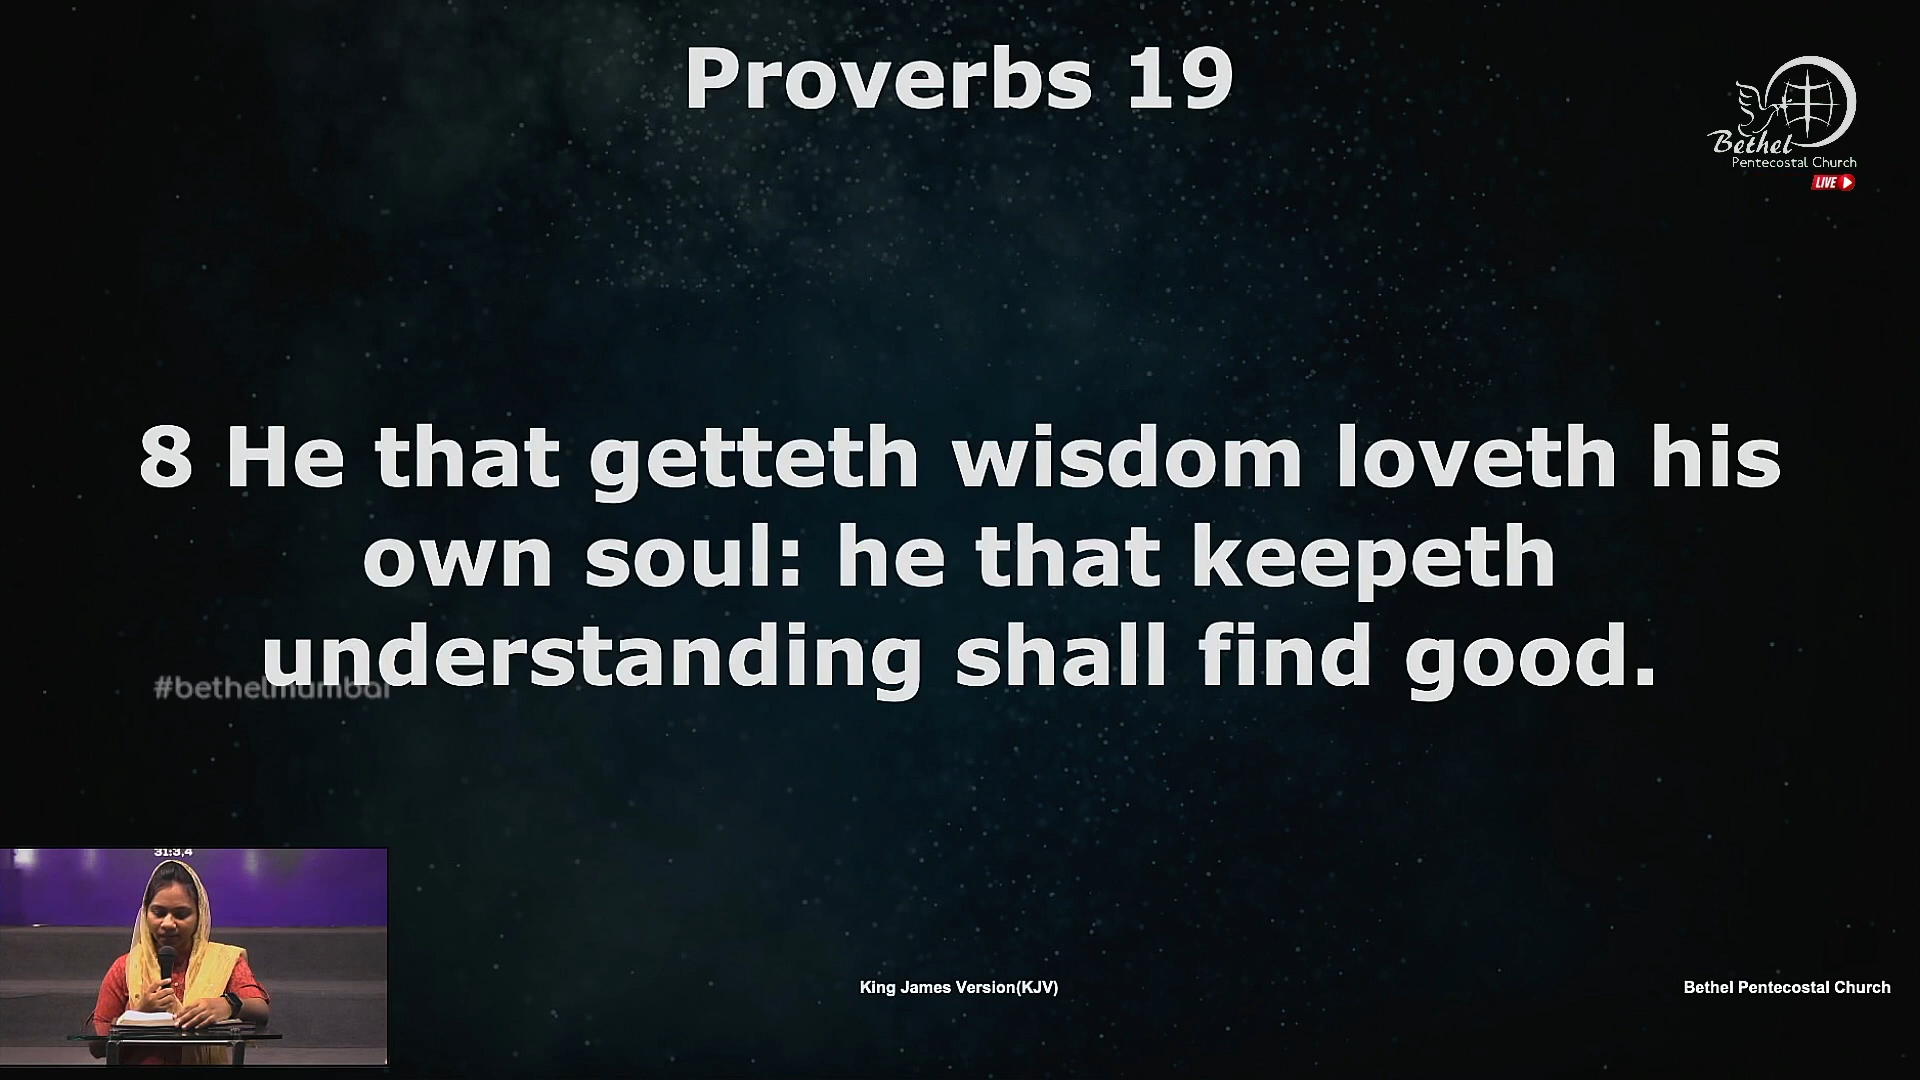 Proverbs 19
Bethel
Pentecostal Church
LIVE
8 He that getteth wisdom loveth his
own soul: he that keepeth
understanding shall find good.
#bethelmumbai
31:3,4
King James Version(KJV)
Bethel Pentecostal Church